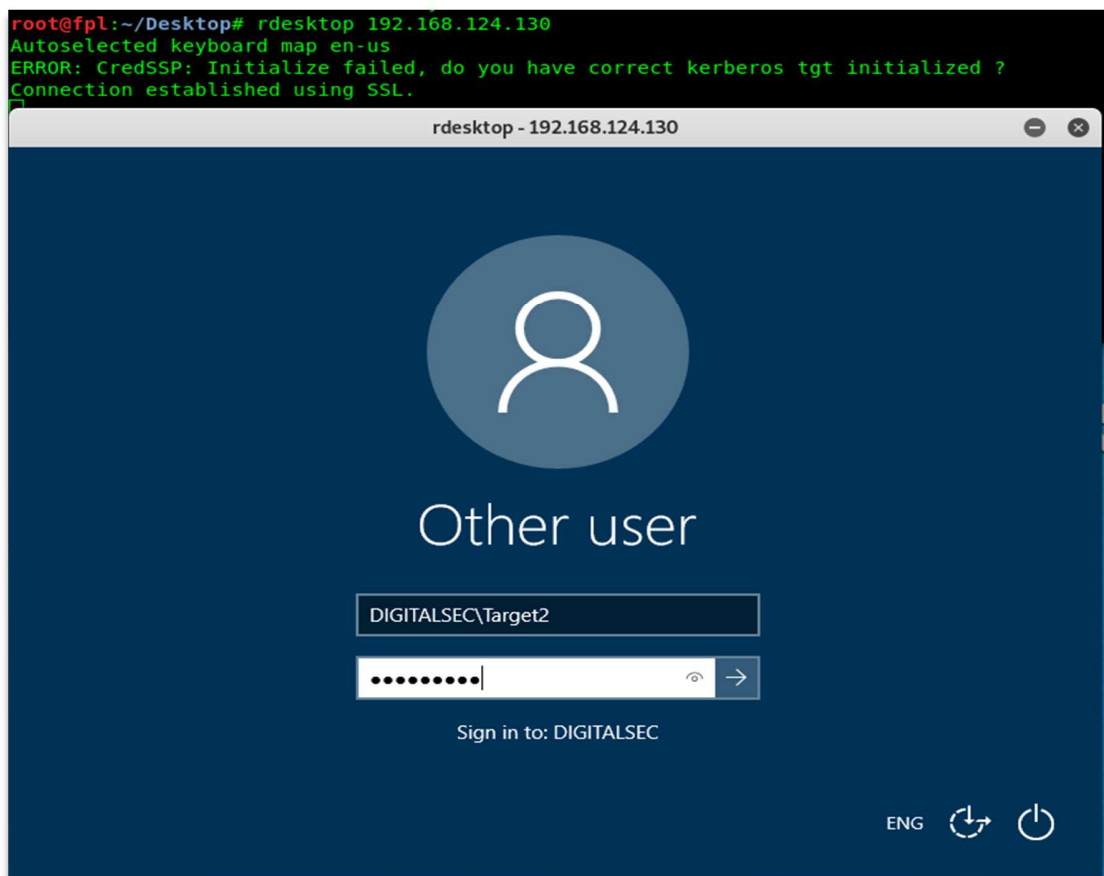 root@fpl:~/Desktop# rdesktop 192.168.124.130
Autoselected keyboard map en-us
ERROR: CredSSP: Initialize failed, do you have correct kerberos tgt initialized ?
Connection established using SSL.
rdesktop - 192.168.124.130
Other user
DIGITALSEC\Target2
•••••••••
Sign in to: DIGITALSEC
ENG